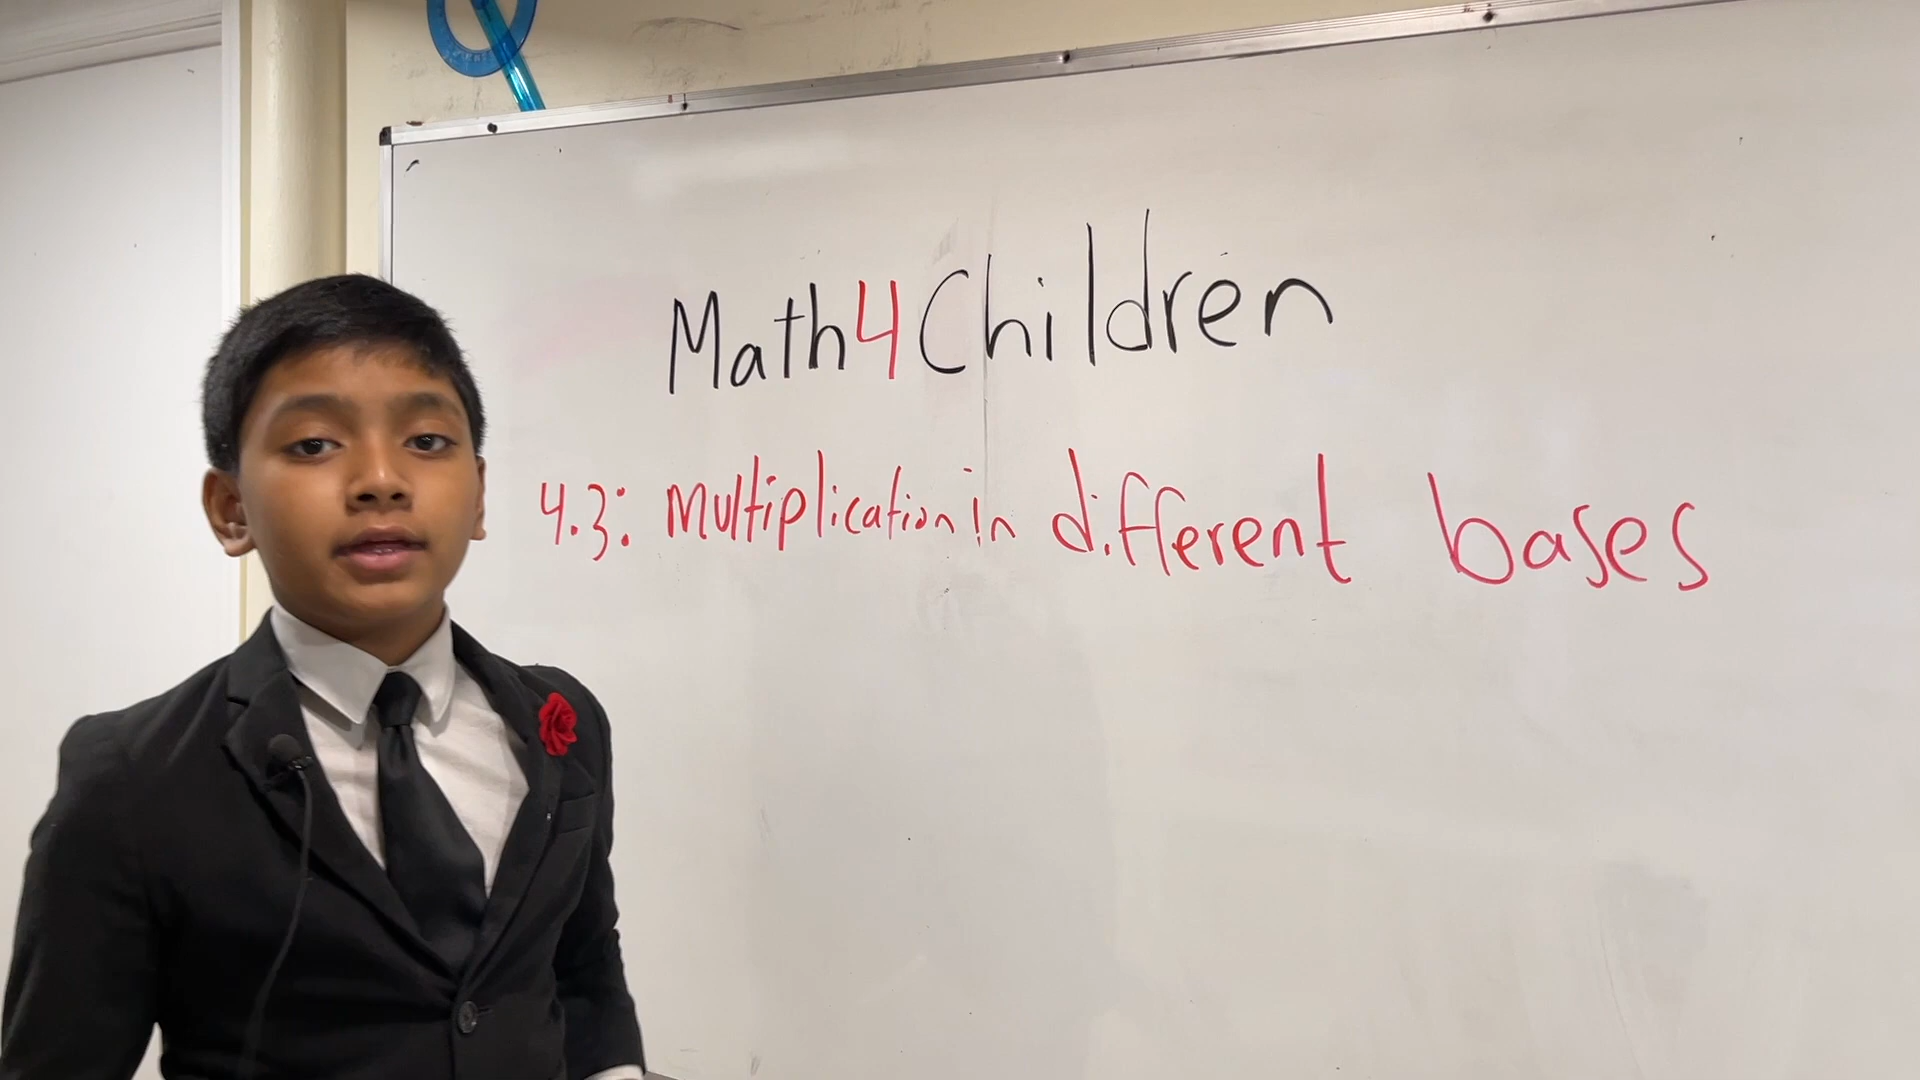 Math4Children
4.3: Multiplication in different bases